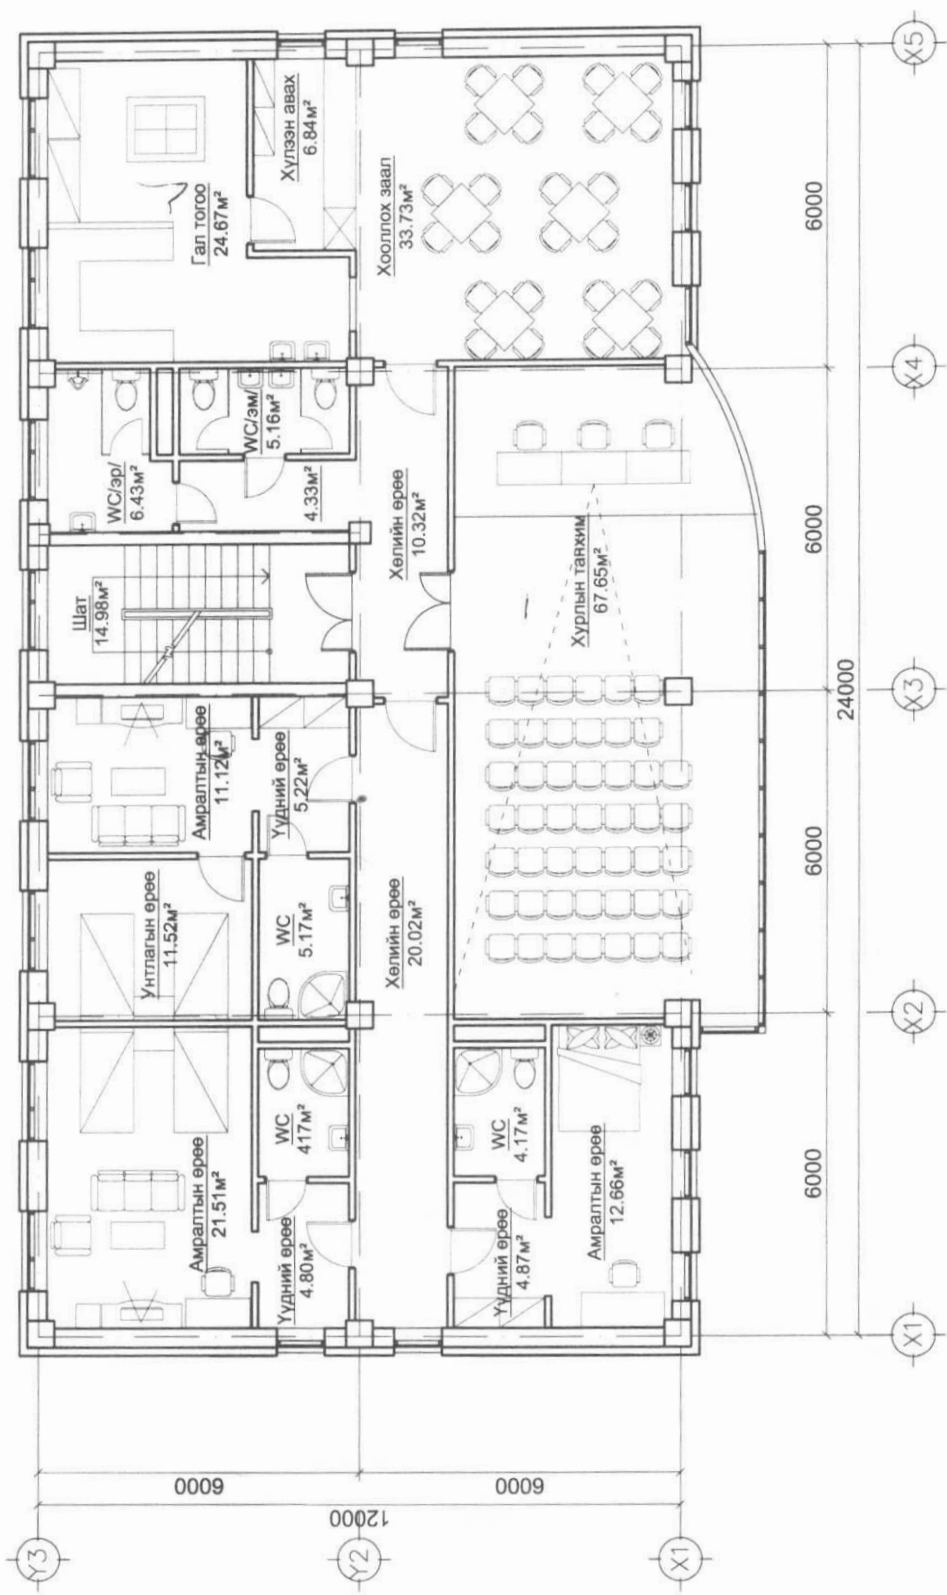 Гал тогоо
24.67м²
Хүлээн авах
6.84м²
Хооллох заал
33.73м²
WC/эр/
6.43м²
WC/эм/
5.16м²
4.33м²
Шат
14.98м²
Хөлийн өрөө
10.32м²
Хурлын танхим
67.65м²
Амралтын өрөө
11.12м²
Үүдний өрөө
5.22м²
Унтлагын өрөө
11.52м²
WC
5.17м²
Хөлийн өрөө
20.02м²
Амралтын өрөө
21.51м²
WC
417м²
Үүдний өрөө
4.80м²
WC
4.17м²
Үүдний өрөө
4.87м²
Амралтын өрөө
12.66м²
6000
6000
6000
6000
24000
6000
6000
12000
X1
X2
X3
X4
X5
Y3
Y2
X1